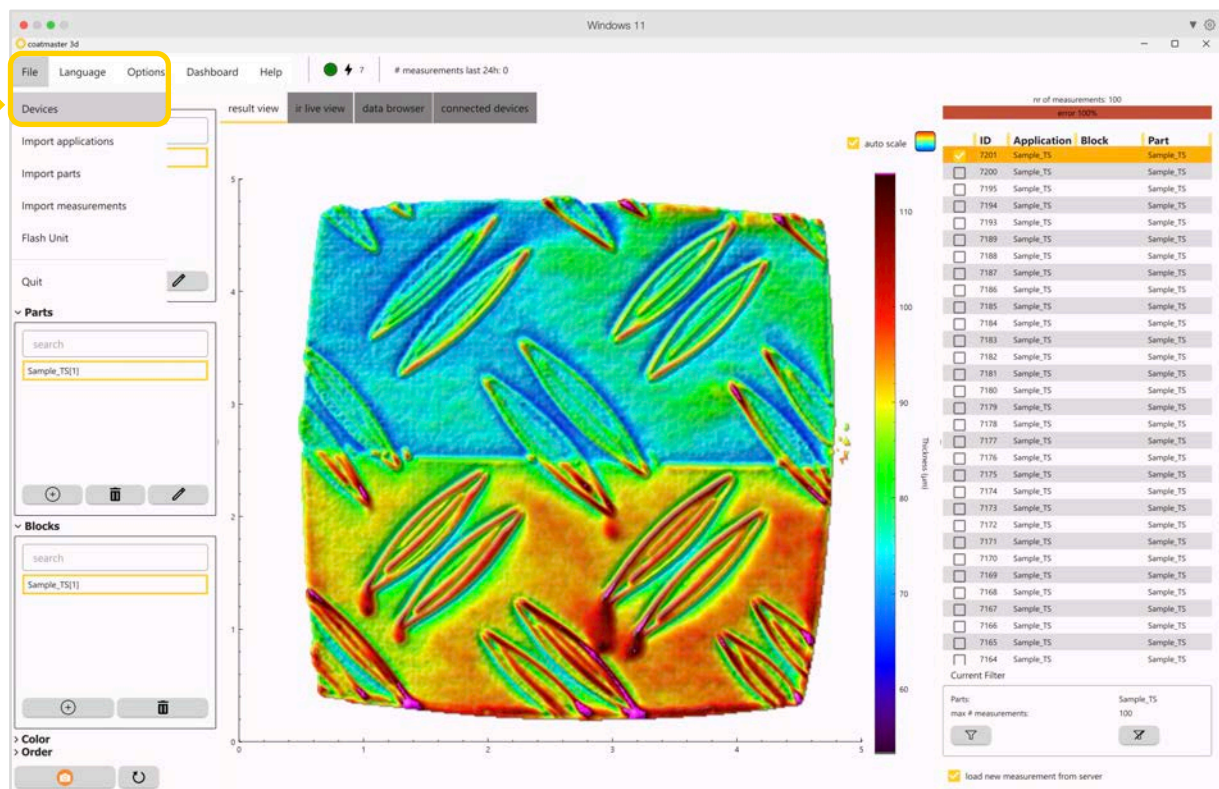 Windows 11
coatmaster 3d
File Language Options Dashboard Help 7 # measurements last 24h: 0
Devices
Import applications
Import parts
Import measurements
Flash Unit
Quit
Parts
search
Sample_TS[1]
Blocks
search
Sample_TS[1]
Color
Order
result view ir live view data browser connected devices
auto scale
5
4
3
2
1
0
0 1 2 3 4 5
110
100
90
80
70
60
Thickness (µm)
nr of measurements: 100
error 100%
ID Application Block Part
7201 Sample_TS Sample_TS
7200 Sample_TS Sample_TS
7195 Sample_TS Sample_TS
7194 Sample_TS Sample_TS
7193 Sample_TS Sample_TS
7189 Sample_TS Sample_TS
7188 Sample_TS Sample_TS
7187 Sample_TS Sample_TS
7186 Sample_TS Sample_TS
7185 Sample_TS Sample_TS
7184 Sample_TS Sample_TS
7183 Sample_TS Sample_TS
7182 Sample_TS Sample_TS
7181 Sample_TS Sample_TS
7180 Sample_TS Sample_TS
7179 Sample_TS Sample_TS
7178 Sample_TS Sample_TS
7177 Sample_TS Sample_TS
7176 Sample_TS Sample_TS
7175 Sample_TS Sample_TS
7174 Sample_TS Sample_TS
7173 Sample_TS Sample_TS
7172 Sample_TS Sample_TS
7171 Sample_TS Sample_TS
7170 Sample_TS Sample_TS
7169 Sample_TS Sample_TS
7168 Sample_TS Sample_TS
7167 Sample_TS Sample_TS
7166 Sample_TS Sample_TS
7165 Sample_TS Sample_TS
7164 Sample_TS Sample_TS
Current Filter
Parts: Sample_TS
max # measurements: 100
load new measurement from server